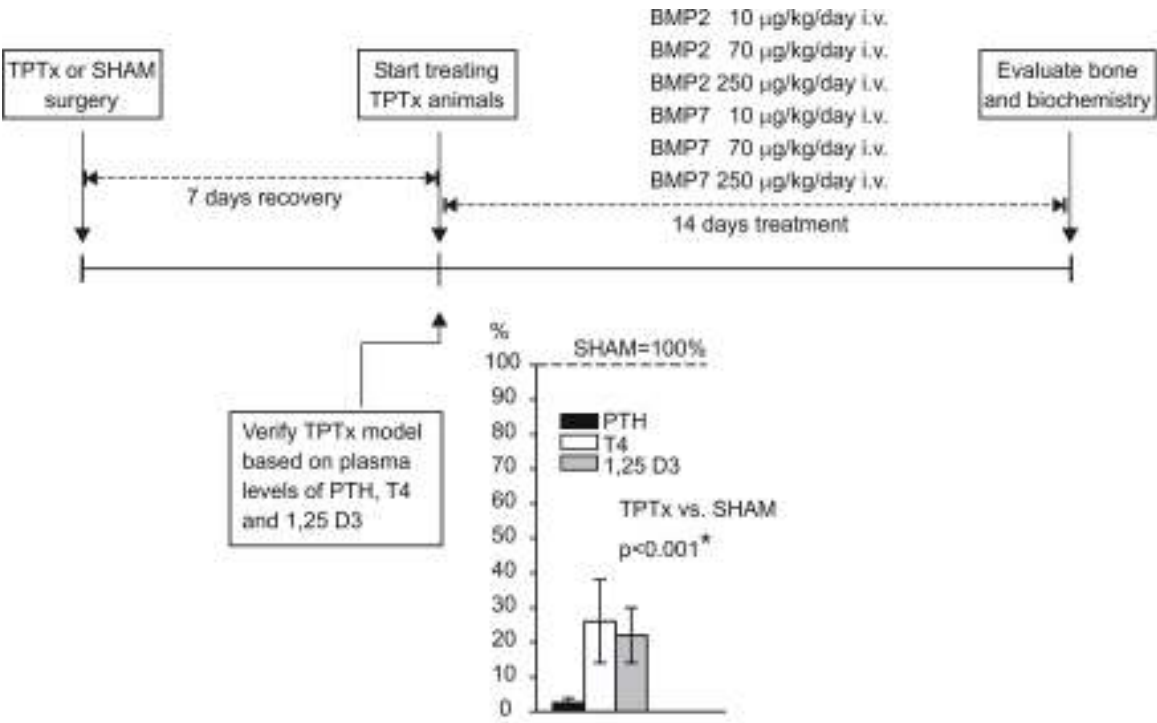 BMP2 10 µg/kg/day i.v.
BMP2 70 µg/kg/day i.v.
BMP2 250 µg/kg/day i.v.
BMP7 10 µg/kg/day i.v.
BMP7 70 µg/kg/day i.v.
BMP7 250 µg/kg/day i.v.
TPTx or SHAM
surgery
Start treating
TPTx animals
Evaluate bone
and biochemistry
7 days recovery
14 days treatment
Verify TPTx model
based on plasma
levels of PTH, T4
and 1,25 D3
%
SHAM=100%
100
90
80
70
60
50
40
30
20
10
0
PTH
T4
1,25 D3
TPTx vs. SHAM
p<0.001*